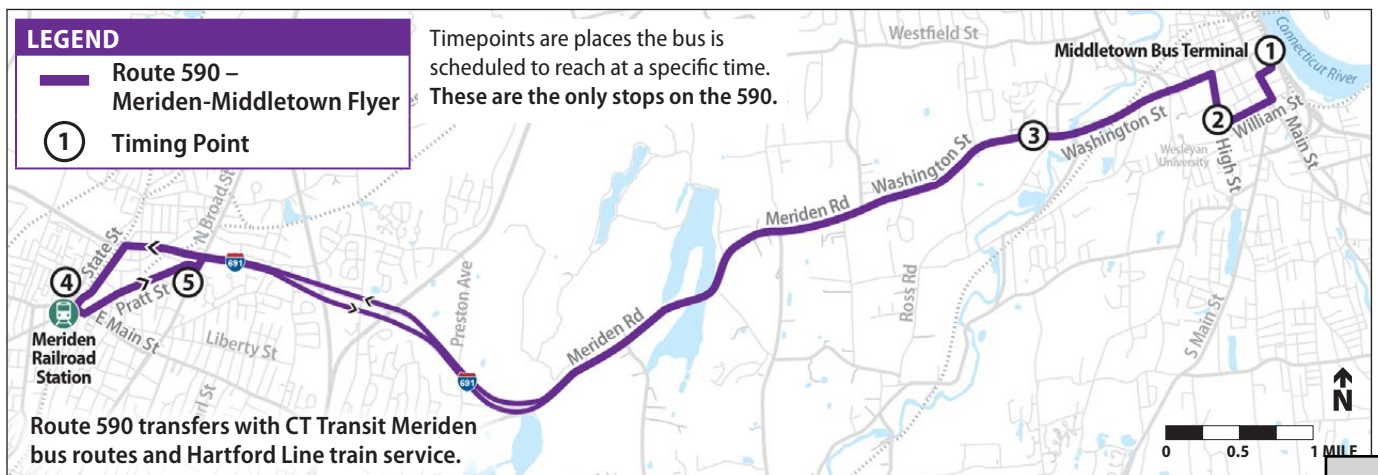 LEGEND
Route 590 –
Meriden-Middletown Flyer
1 Timing Point
Timepoints are places the bus is
scheduled to reach at a specific time.
These are the only stops on the 590.
Westfield St
Middletown Bus Terminal 1
Connecticut River
2
William St
Main St
High St
Wesleyan
University
3
Washington St
Washington St
Meriden Rd
Ross Rd
S Main St
N Broad St
State St
691
4
5
Pratt St
E Main St
Liberty St
Preston Ave
Meriden Rd
691
Meriden
Railroad
Station
Route 590 transfers with CT Transit Meriden
bus routes and Hartford Line train service.
N
0 0.5 1 MILE